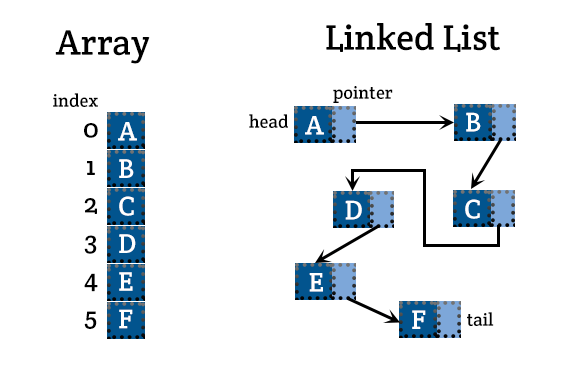 Array
index
0 A
1 B
2 C
3 D
4 E
5 F
Linked List
pointer
head A
B
C
D
E
F tail